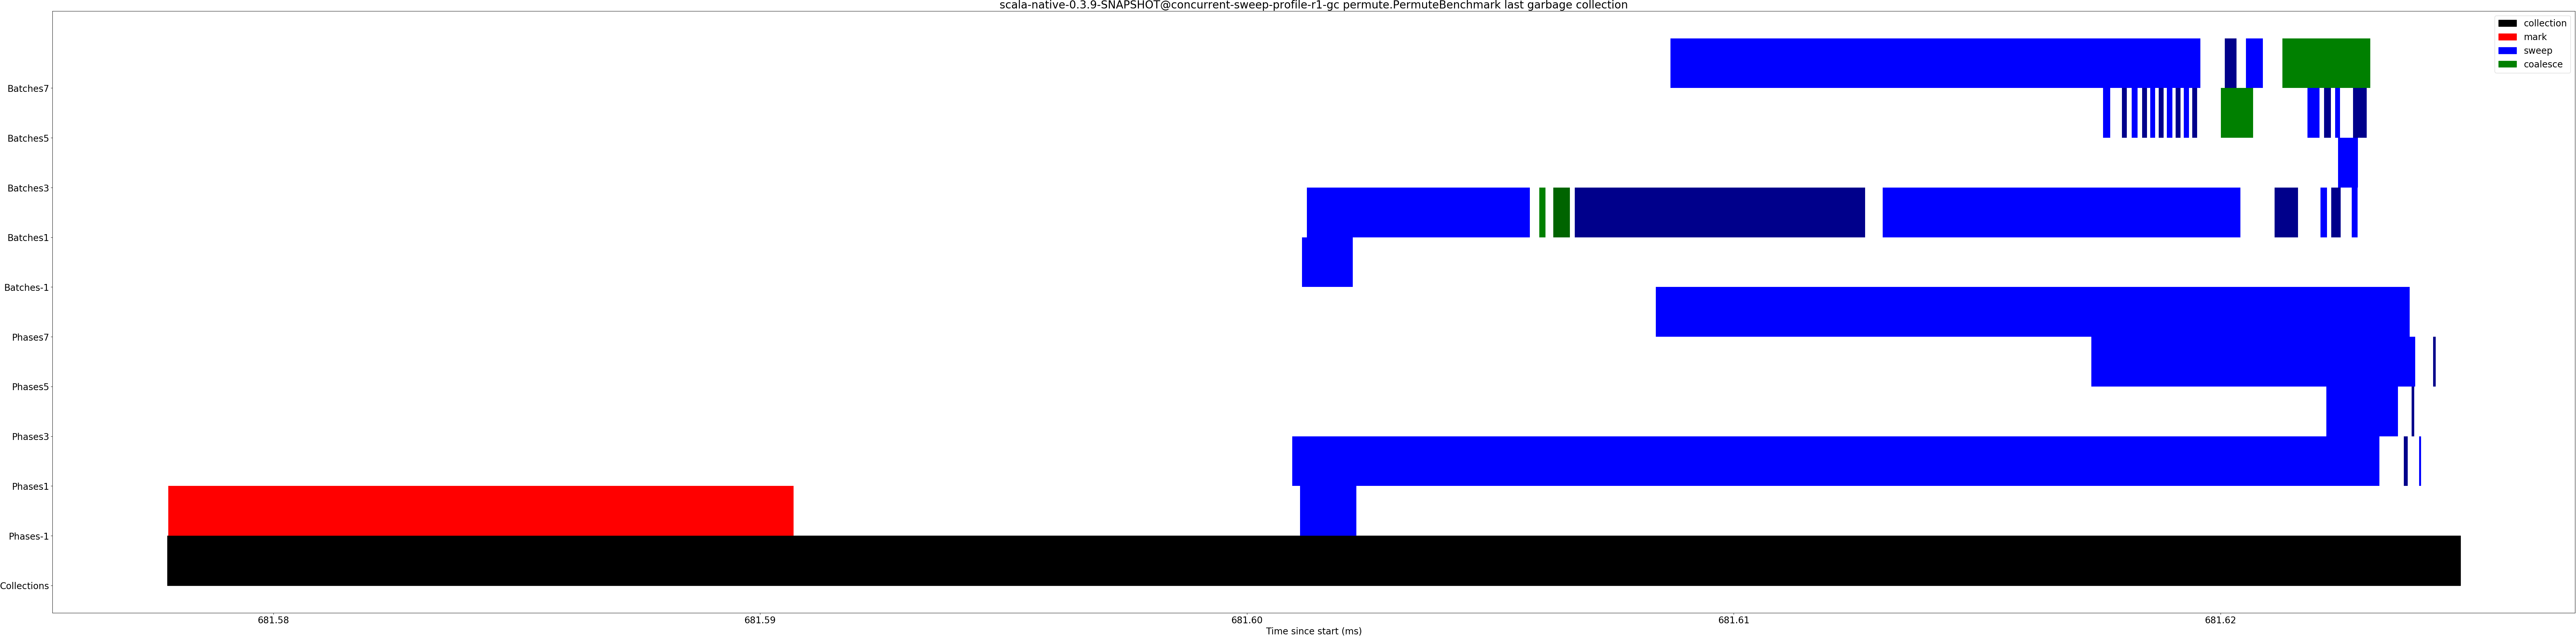 scala-native-0.3.9-SNAPSHOT@concurrent-sweep-profile-r1-gc permute.PermuteBenchmark last garbage collection
collection
mark
sweep
coalesce
Batches7
Batches5
Batches3
Batches1
Batches-1
Phases7
Phases5
Phases3
Phases1
Phases-1
Collections
681.58 681.59 681.60 681.61 681.62
Time since start (ms)